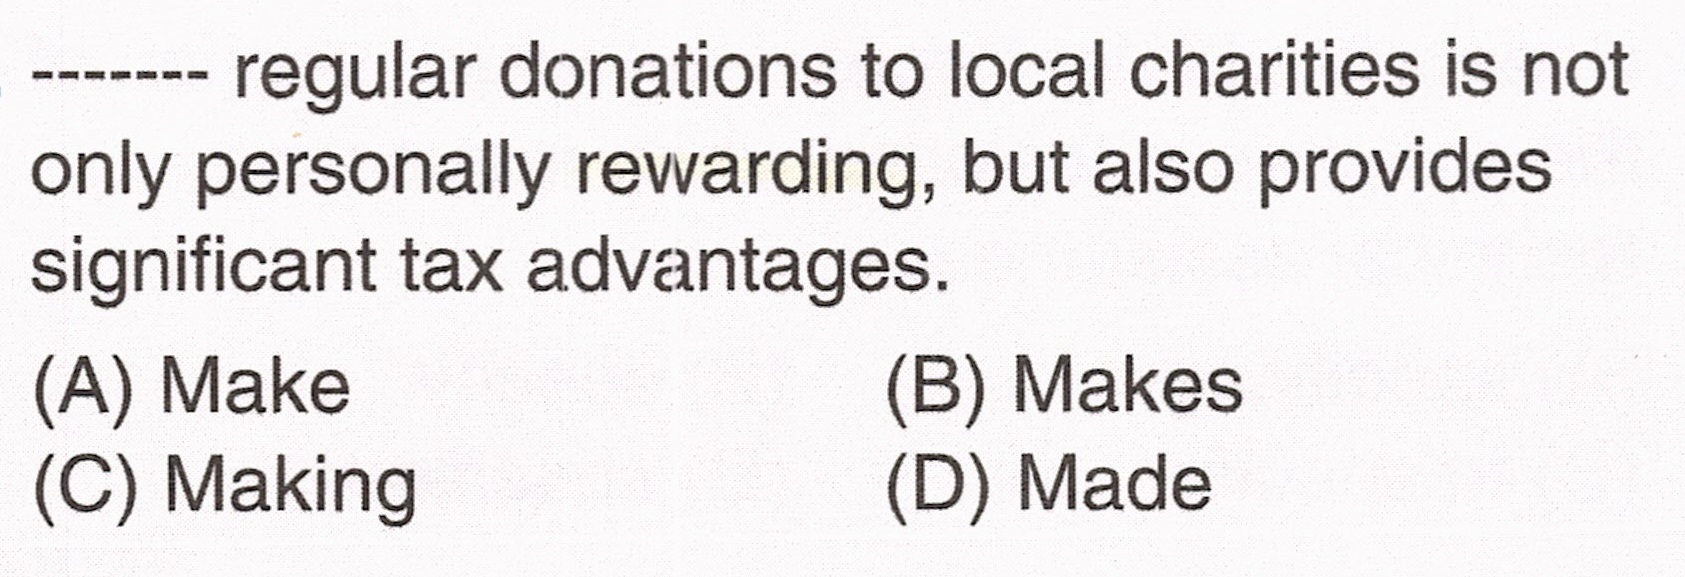 ------- regular donations to local charities is not
only personally rewarding, but also provides
significant tax advantages.
(A) Make (B) Makes
(C) Making (D) Made